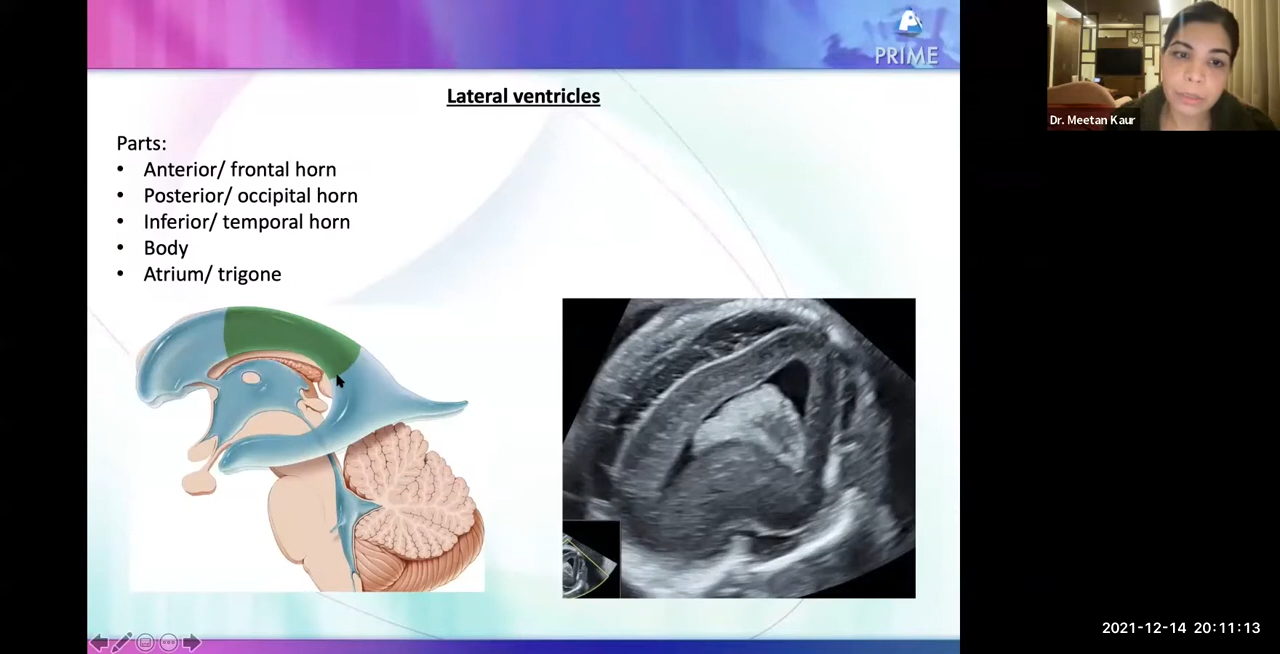 PRIME
Dr. Meetan Kaur
Lateral ventricles
Parts:
• Anterior/ frontal horn
• Posterior/ occipital horn
• Inferior/ temporal horn
• Body
• Atrium/ trigone
2021-12-14 20:11:13